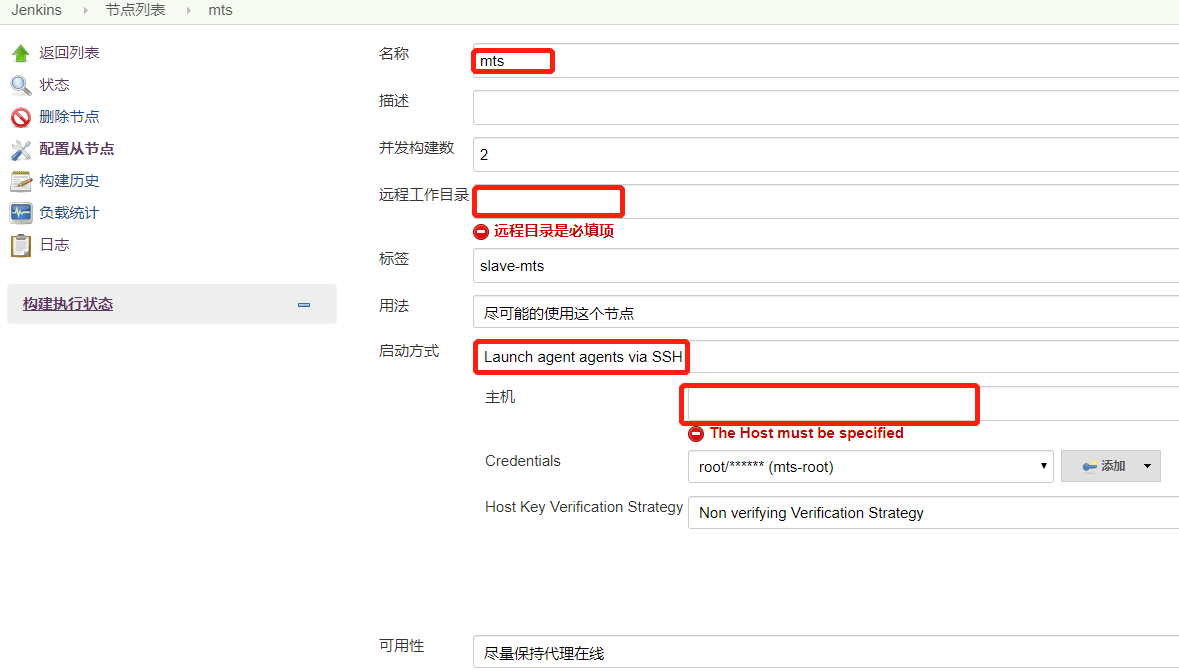 Jenkins 节点列表 mts
返回列表
状态
删除节点
配置从节点
构建历史
负载统计
日志
构建执行状态
名称 mts
描述
并发构建数 2
远程工作目录
远程目录是必填项
标签 slave-mts
用法 尽可能的使用这个节点
启动方式 Launch agent agents via SSH
主机
The Host must be specified
Credentials root/****** (mts-root) 添加
Host Key Verification Strategy Non verifying Verification Strategy
可用性 尽量保持代理在线